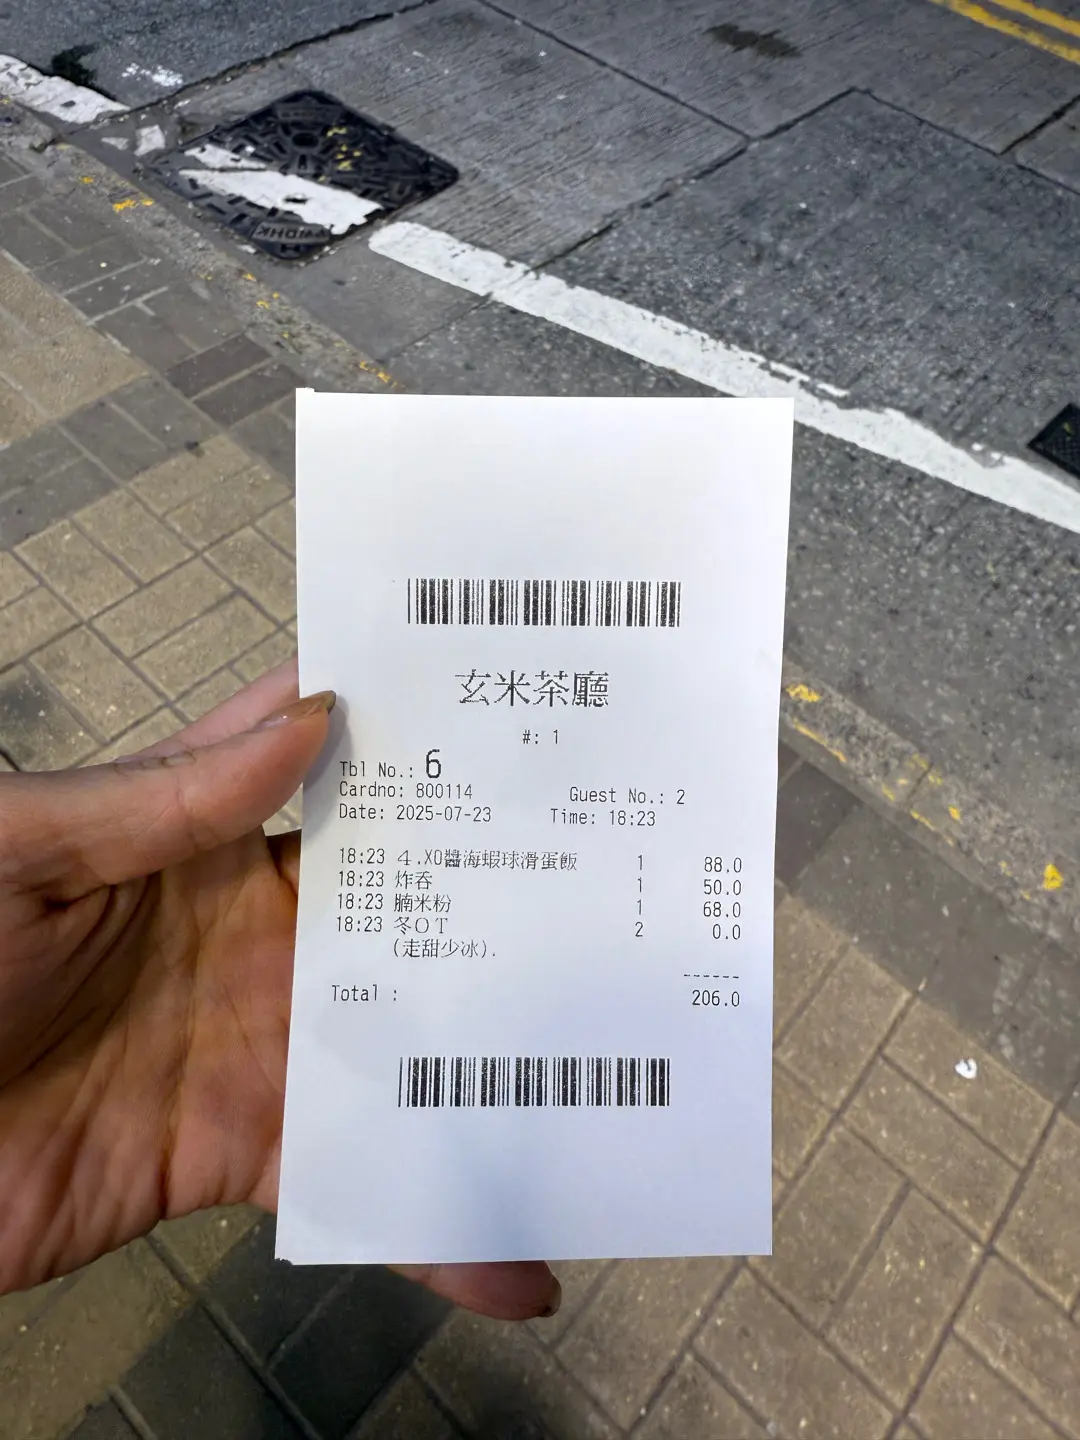 玄米茶廳
#: 1
Tbl No.: 6
Cardno: 800114 Guest No.: 2
Date: 2025-07-23 Time: 18:23
18:23 4.XO醬海蝦球滑蛋飯 1 88.0
18:23 炸吞 1 50.0
18:23 腩米粉 1 68.0
18:23 冬OT 2 0.0
(走甜少冰).
------
Total : 206.0